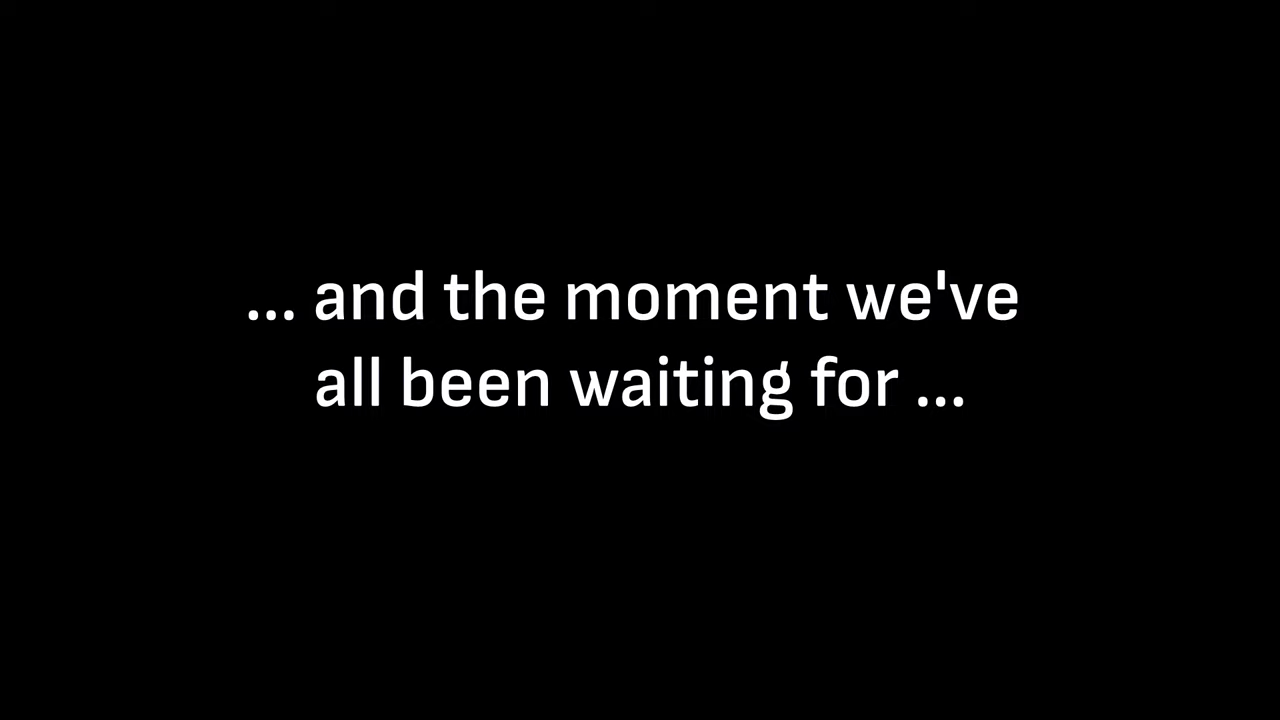 ... and the moment we've
all been waiting for ...